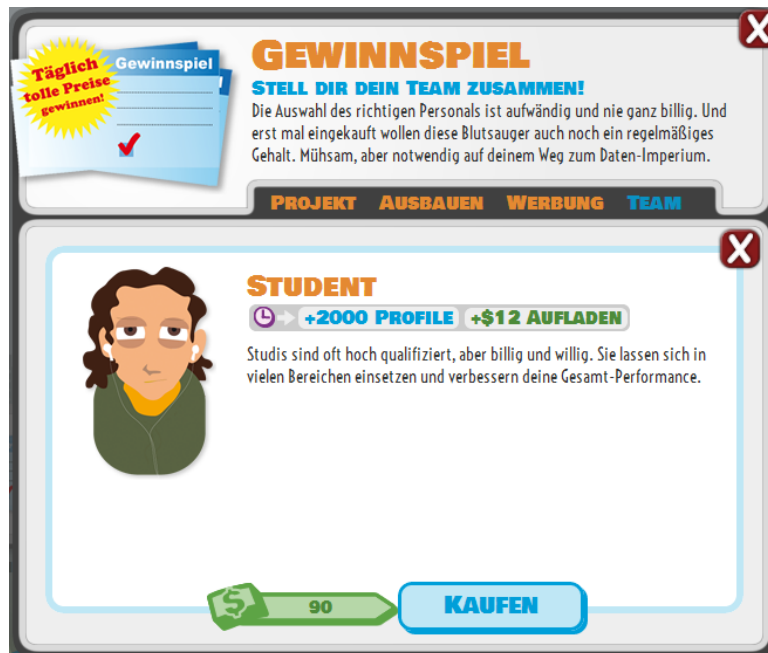 X
Täglich
tolle Preise
gewinnen!
Gewinnspiel
GEWINNSPIEL
STELL DIR DEIN TEAM ZUSAMMEN!
Die Auswahl des richtigen Personals ist aufwändig und nie ganz billig. Und
erst mal eingekauft wollen diese Blutsauger auch noch ein regelmäßiges
Gehalt. Mühsam, aber notwendig auf deinem Weg zum Daten-Imperium.
PROJEKT AUSBAUEN WERBUNG TEAM
X
STUDENT
+2000 PROFILE +$12 AUFLADEN
Studis sind oft hoch qualifiziert, aber billig und willig. Sie lassen sich in
vielen Bereichen einsetzen und verbessern deine Gesamt-Performance.
$ 90 KAUFEN